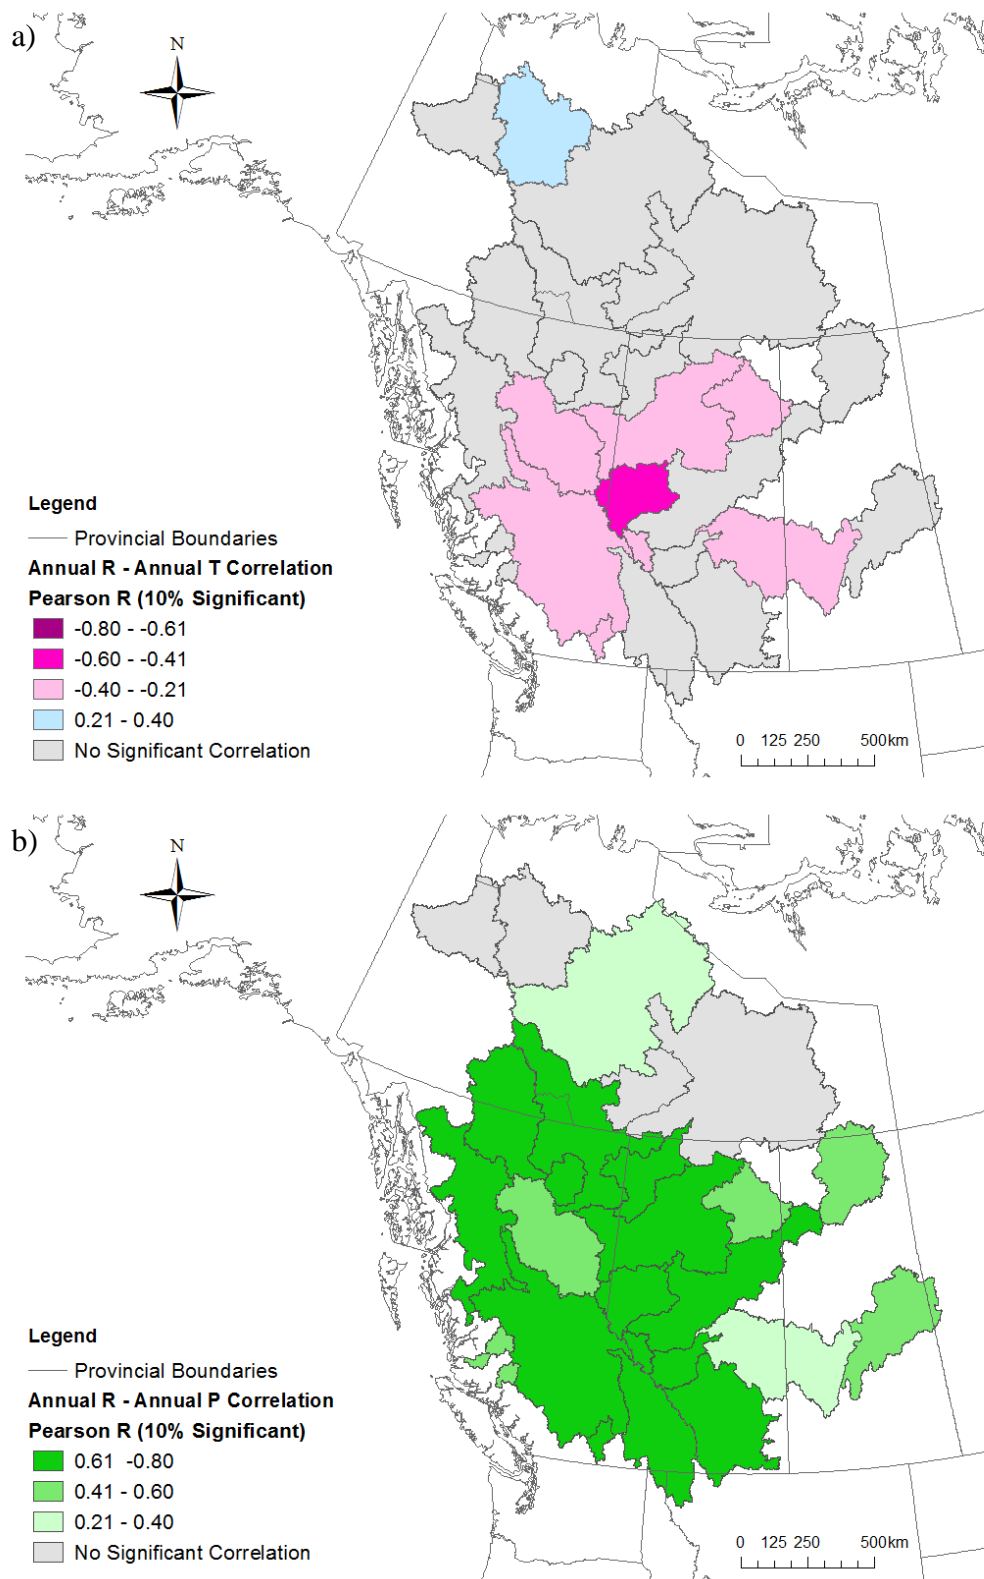 a)
N
Legend
Provincial Boundaries
Annual R - Annual T Correlation
Pearson R (10% Significant)
-0.80 - -0.61
-0.60 - -0.41
-0.40 - -0.21
0.21 - 0.40
No Significant Correlation
0 125 250 500km
b)
N
Legend
Provincial Boundaries
Annual R - Annual P Correlation
Pearson R (10% Significant)
0.61 -0.80
0.41 - 0.60
0.21 - 0.40
No Significant Correlation
0 125 250 500km